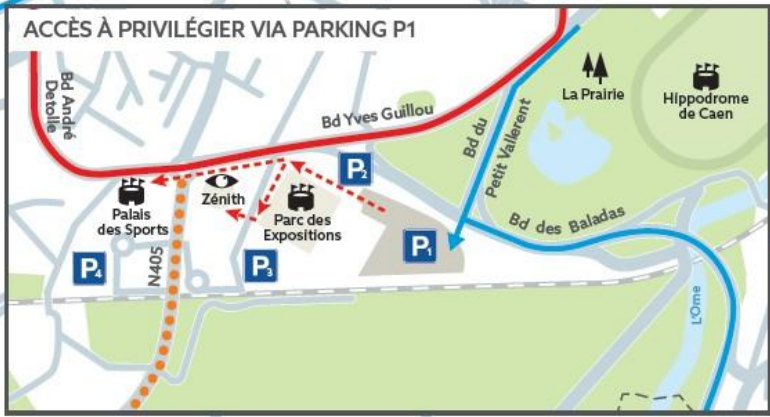 ACCÈS À PRIVILÉGIER VIA PARKING P1
Bd André
Detolle
Bd Yves Guillou
Bd du
Petit Vallerent
La Prairie
Hippodrome
de Caen
P2
Zénith
Palais
des Sports
Parc des
Expositions
Bd des Baladas
P1
P3
P4
N405
L'Orne